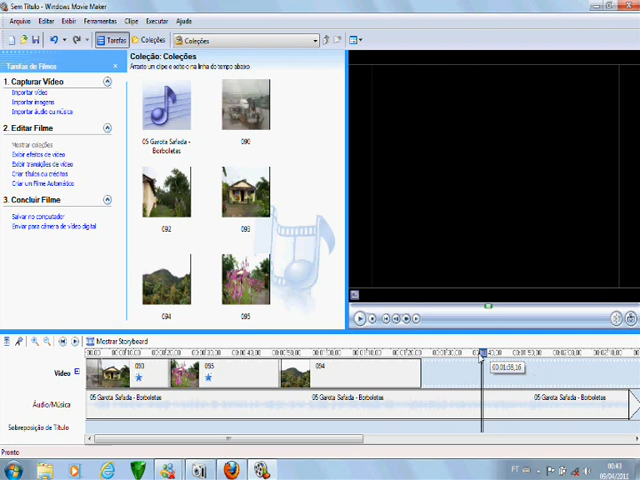 Sem Título - Windows Movie Maker
Arquivo Editar Exibir Ferramentas Clipe Executar Ajuda
Tarefas Coleções Coleções
Tarefas de Filmes
Coleção: Coleções
Arraste um clipe e solte-o na linha do tempo abaixo.
1. Capturar Vídeo
Importar vídeo
Importar imagens
Importar áudio ou música
2. Editar Filme
Mostrar coleções
Exibir efeitos de vídeo
Exibir transições de vídeo
Criar títulos ou créditos
Criar um Filme Automático
3. Concluir Filme
Salvar no computador
Enviar para câmera de vídeo digital
05 Garota Safada - Borboletas
090
092
093
094
095
Mostrar Storyboard
Vídeo
093
095
094
Áudio/Música
05 Garota Safada - Borboletas
05 Garota Safada - Borboletas
05 Garota Safada - Borboletas
Sobreposição de Título
Pronto
PT
00:43
09/04/2011